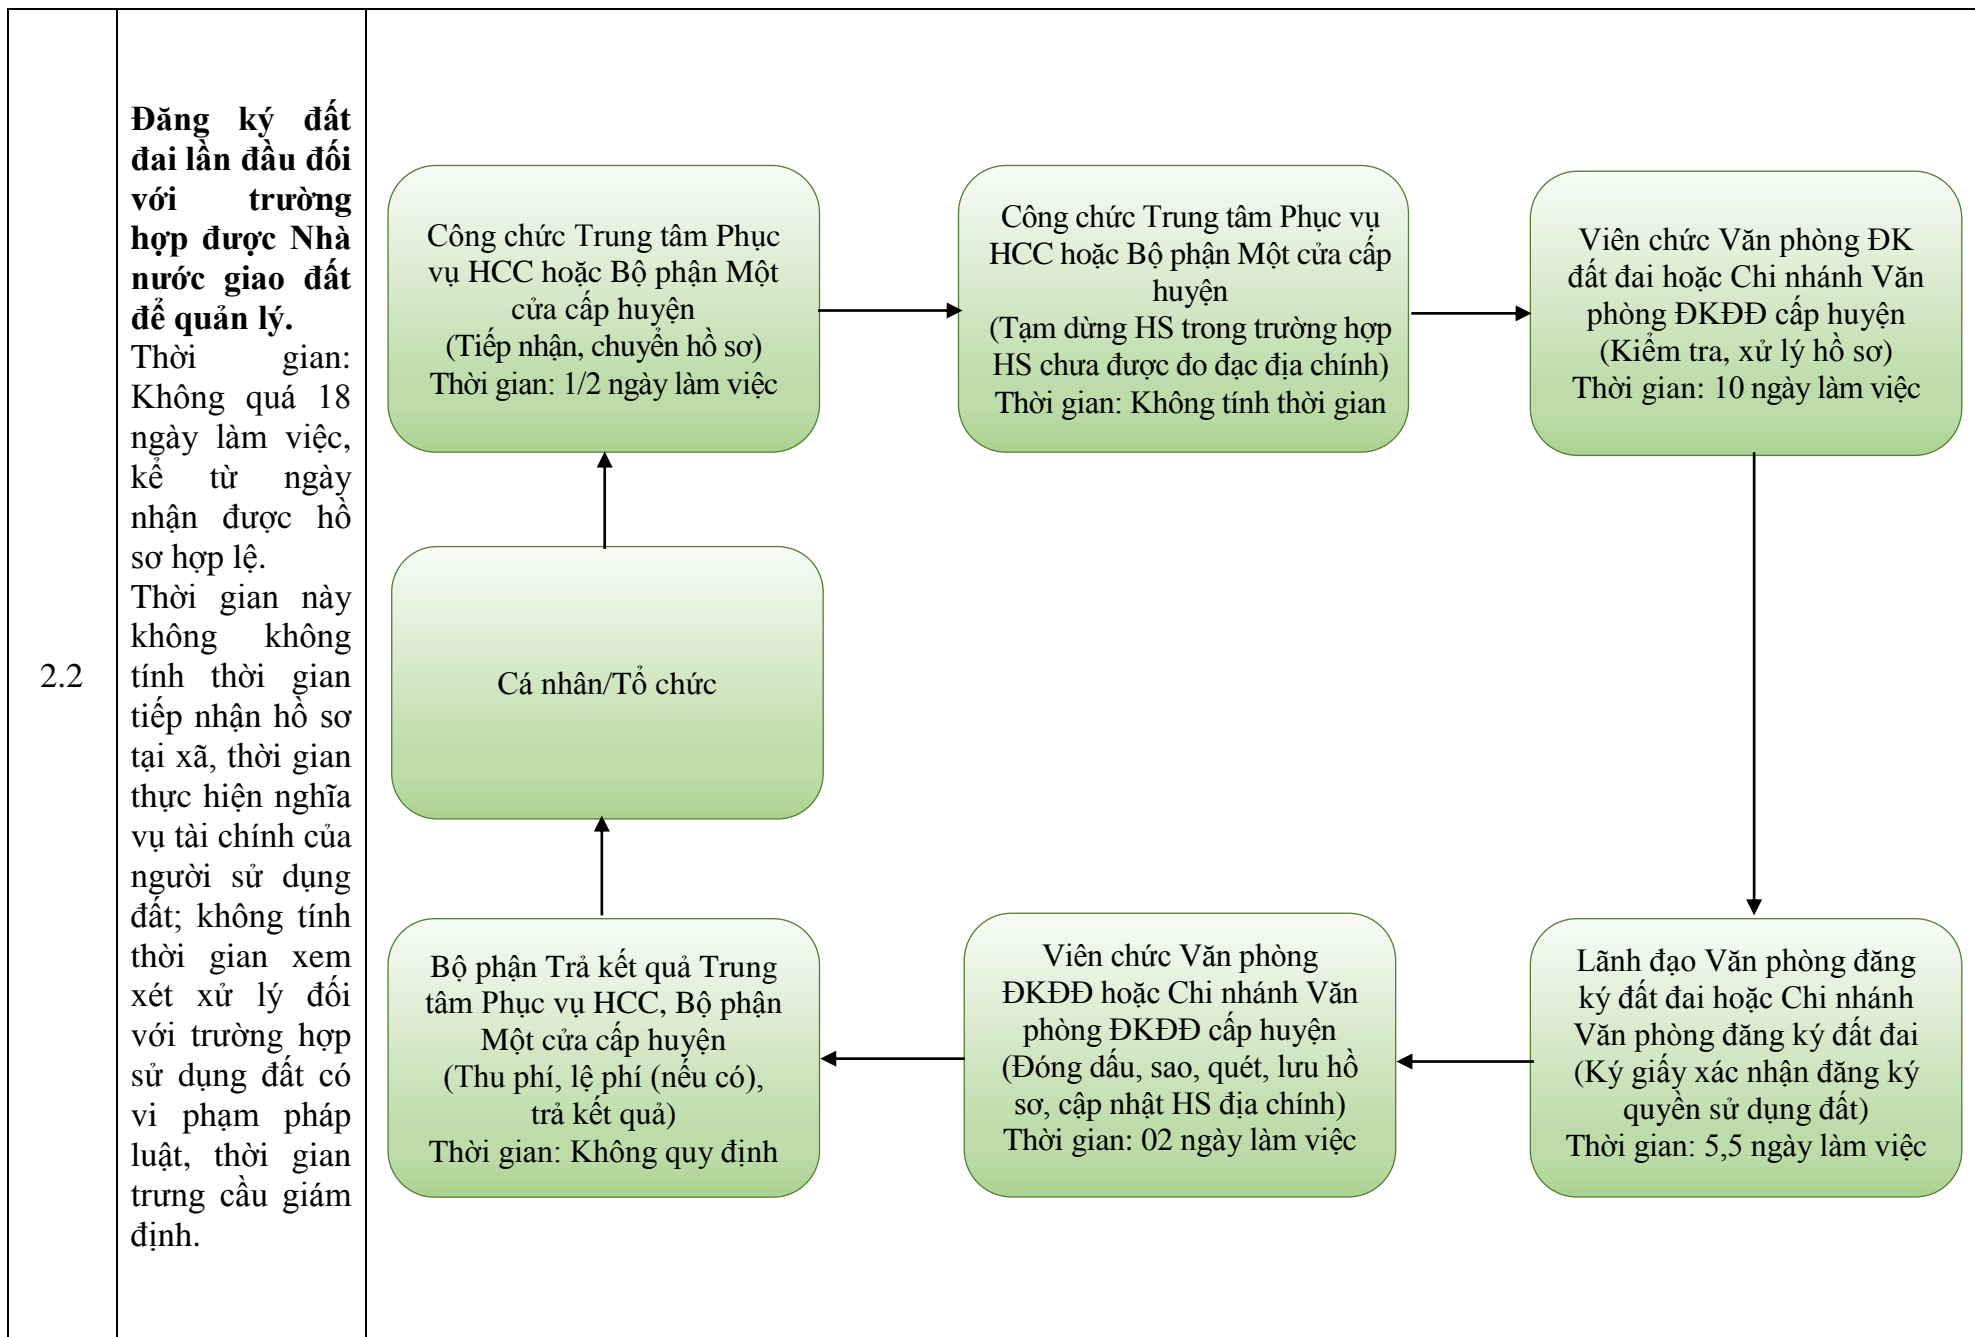 2.2
Đăng ký đất
đai lần đầu đối
với trường
hợp được Nhà
nước giao đất
để quản lý.
Thời gian:
Không quá 18
ngày làm việc,
kể từ ngày
nhận được hồ
sơ hợp lệ.
Thời gian này
không không
tính thời gian
tiếp nhận hồ sơ
tại xã, thời gian
thực hiện nghĩa
vụ tài chính của
người sử dụng
đất; không tính
thời gian xem
xét xử lý đối
với trường hợp
sử dụng đất có
vi phạm pháp
luật, thời gian
trưng cầu giám
định.
Công chức Trung tâm Phục
vụ HCC hoặc Bộ phận Một
cửa cấp huyện
(Tiếp nhận, chuyển hồ sơ)
Thời gian: 1/2 ngày làm việc
Công chức Trung tâm Phục vụ
HCC hoặc Bộ phận Một cửa cấp
huyện
(Tạm dừng HS trong trường hợp
HS chưa được đo đạc địa chính)
Thời gian: Không tính thời gian
Viên chức Văn phòng ĐK
đất đai hoặc Chi nhánh Văn
phòng ĐKĐĐ cấp huyện
(Kiểm tra, xử lý hồ sơ)
Thời gian: 10 ngày làm việc
Cá nhân/Tổ chức
Bộ phận Trả kết quả Trung
tâm Phục vụ HCC, Bộ phận
Một cửa cấp huyện
(Thu phí, lệ phí (nếu có),
trả kết quả)
Thời gian: Không quy định
Viên chức Văn phòng
ĐKĐĐ hoặc Chi nhánh Văn
phòng ĐKĐĐ cấp huyện
(Đóng dấu, sao, quét, lưu hồ
sơ, cập nhật HS địa chính)
Thời gian: 02 ngày làm việc
Lãnh đạo Văn phòng đăng
ký đất đai hoặc Chi nhánh
Văn phòng đăng ký đất đai
(Ký giấy xác nhận đăng ký
quyền sử dụng đất)
Thời gian: 5,5 ngày làm việc